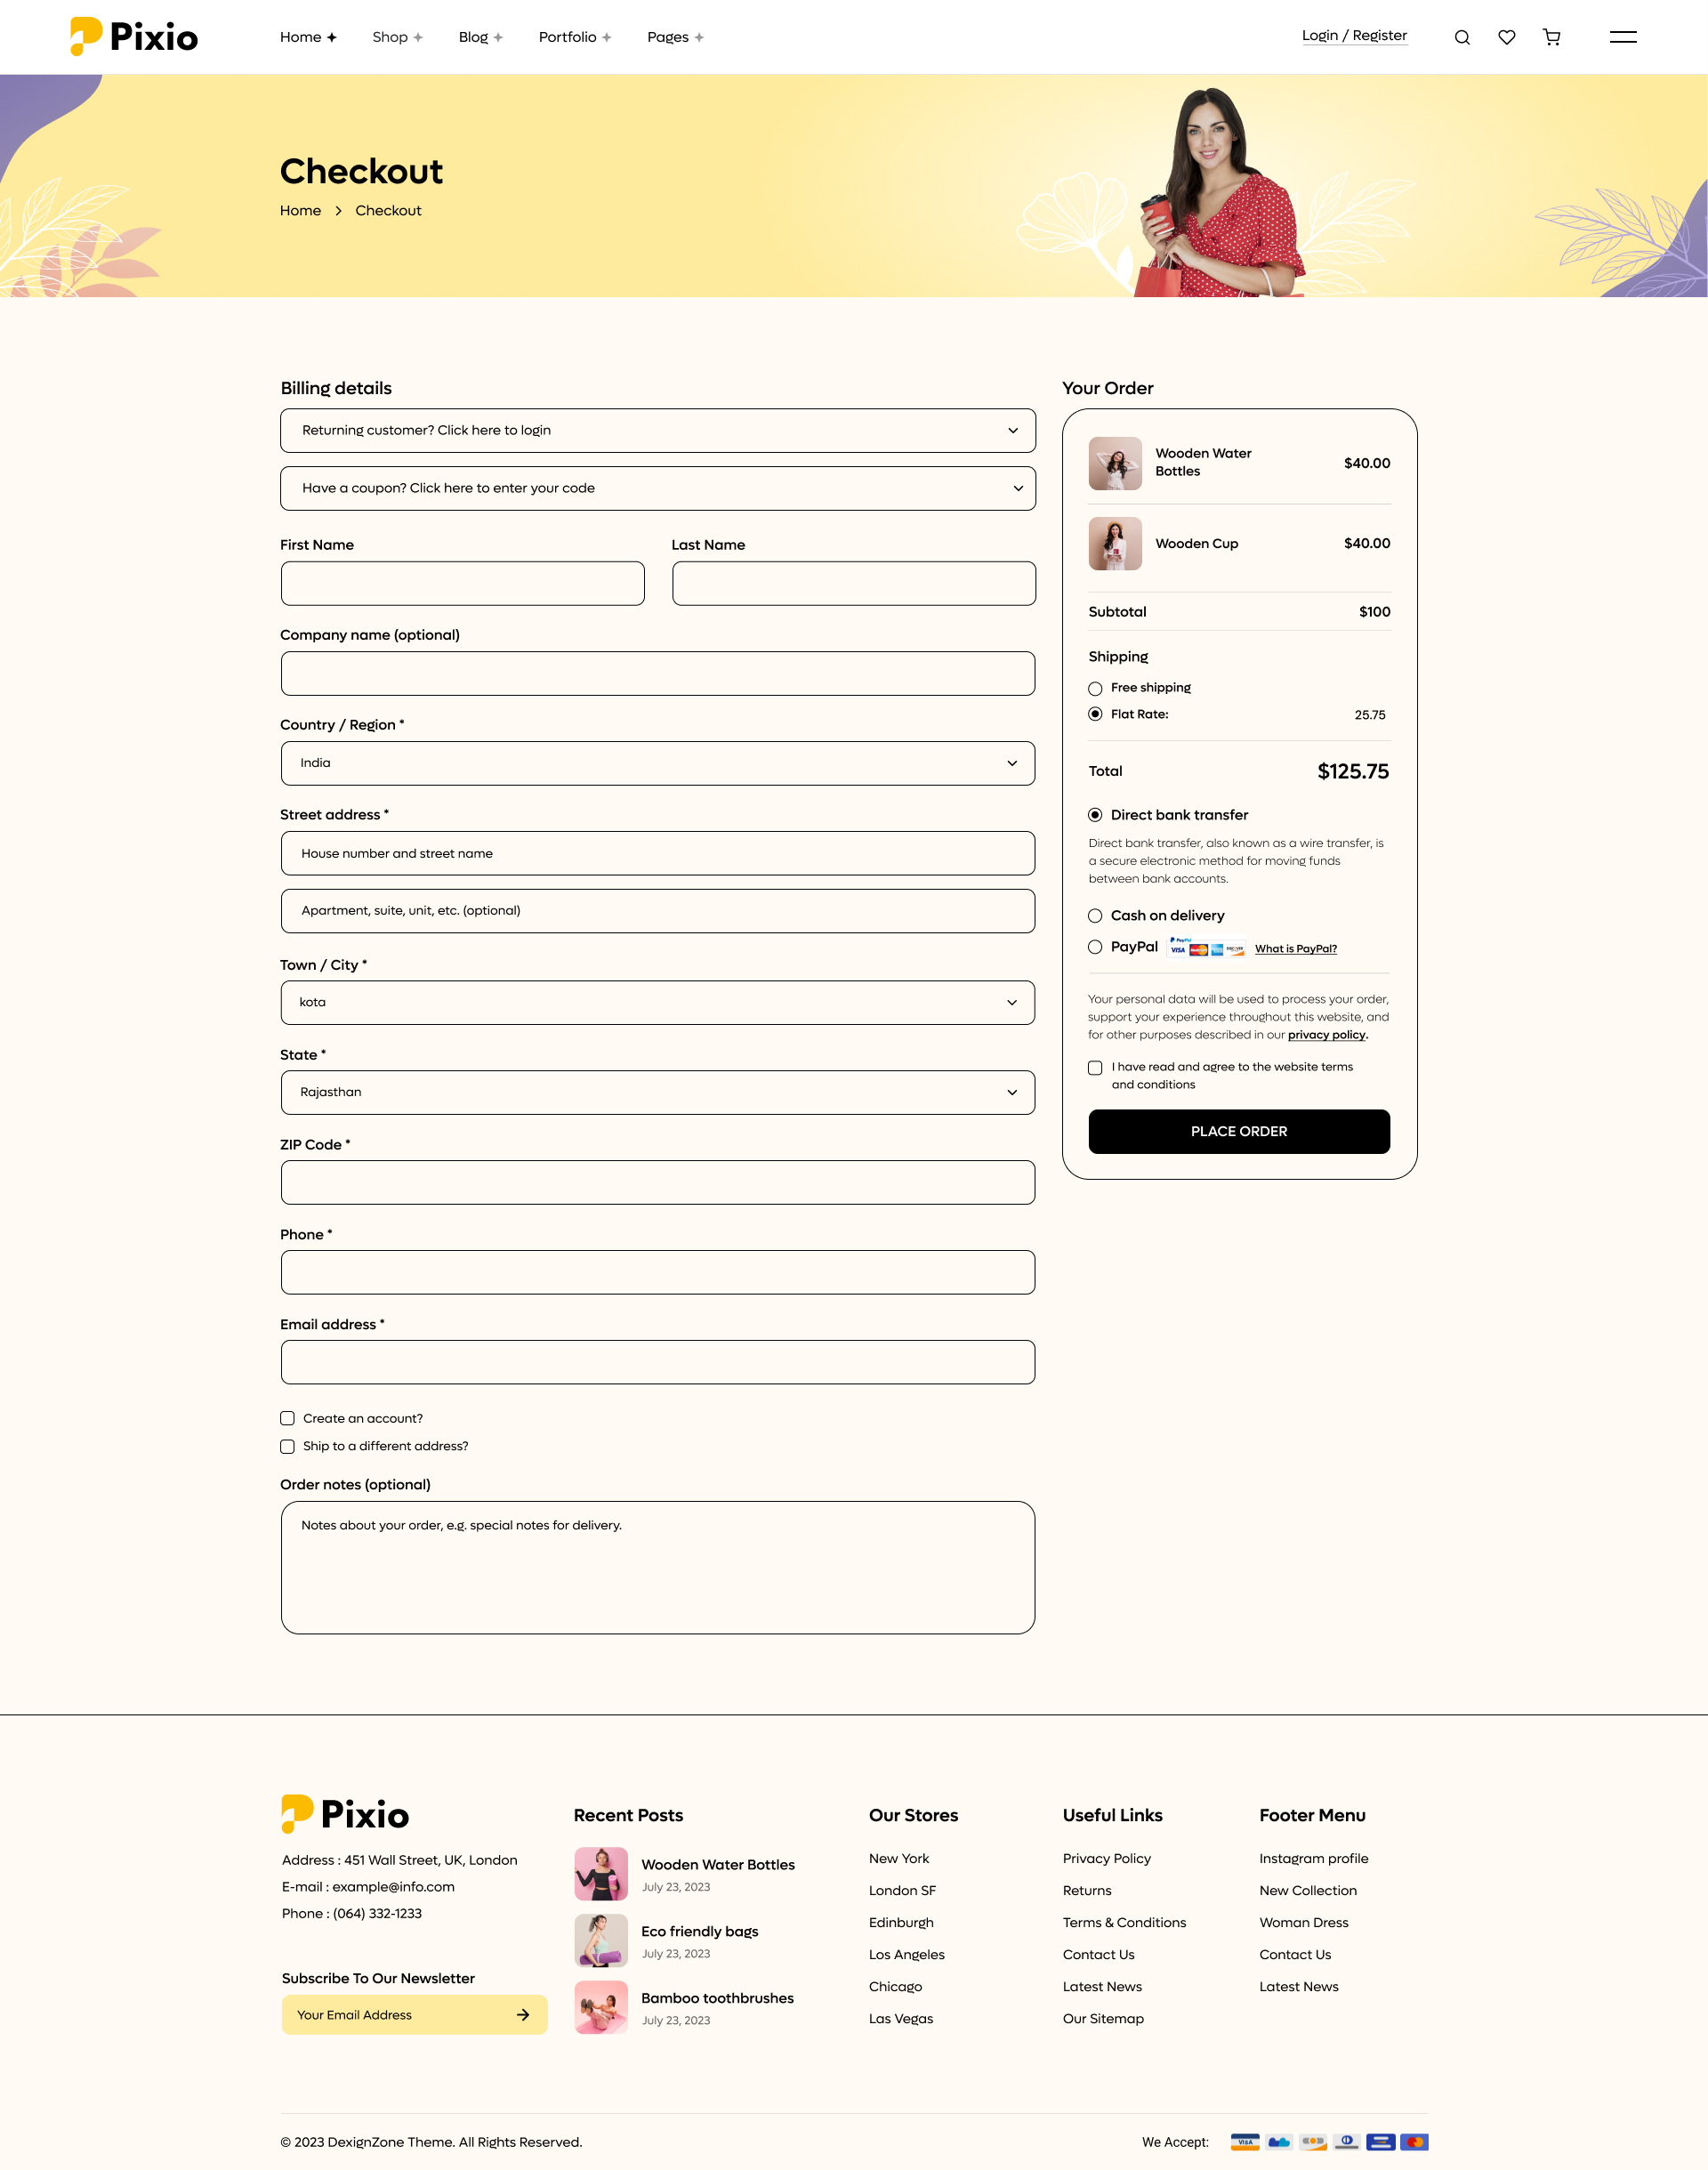 Pixio
Home
Shop
Blog
Portfolio
Pages
Login / Register
Checkout
Home
Checkout
Billing details
Returning customer? Click here to login
Have a coupon? Click here to enter your code
First Name
Last Name
Company name (optional)
Country / Region *
India
Street address *
House number and street name
Apartment, suite, unit, etc. (optional)
Town / City *
kota
State *
Rajasthan
ZIP Code *
Phone *
Email address *
Create an account?
Ship to a different address?
Order notes (optional)
Notes about your order, e.g. special notes for delivery.
Your Order
Wooden Water
Bottles
$40.00
Wooden Cup
$40.00
Subtotal
$100
Shipping
Free shipping
Flat Rate:
25.75
Total
$125.75
Direct bank transfer
Direct bank transfer, also known as a wire transfer, is
a secure electronic method for moving funds
between bank accounts.
Cash on delivery
PayPal
PayPal
VISA
What is PayPal?
Your personal data will be used to process your order,
support your experience throughout this website, and
for other purposes described in our privacy policy.
I have read and agree to the website terms
and conditions
PLACE ORDER
Pixio
Address : 451 Wall Street, UK, London
E-mail : example@info.com
Phone : (064) 332-1233
Subscribe To Our Newsletter
Your Email Address
Recent Posts
Wooden Water Bottles
July 23, 2023
Eco friendly bags
July 23, 2023
Bamboo toothbrushes
July 23, 2023
Our Stores
New York
London SF
Edinburgh
Los Angeles
Chicago
Las Vegas
Useful Links
Privacy Policy
Returns
Terms & Conditions
Contact Us
Latest News
Our Sitemap
Footer Menu
Instagram profile
New Collection
Woman Dress
Contact Us
Latest News
© 2023 DexignZone Theme. All Rights Reserved.
We Accept:
VISA